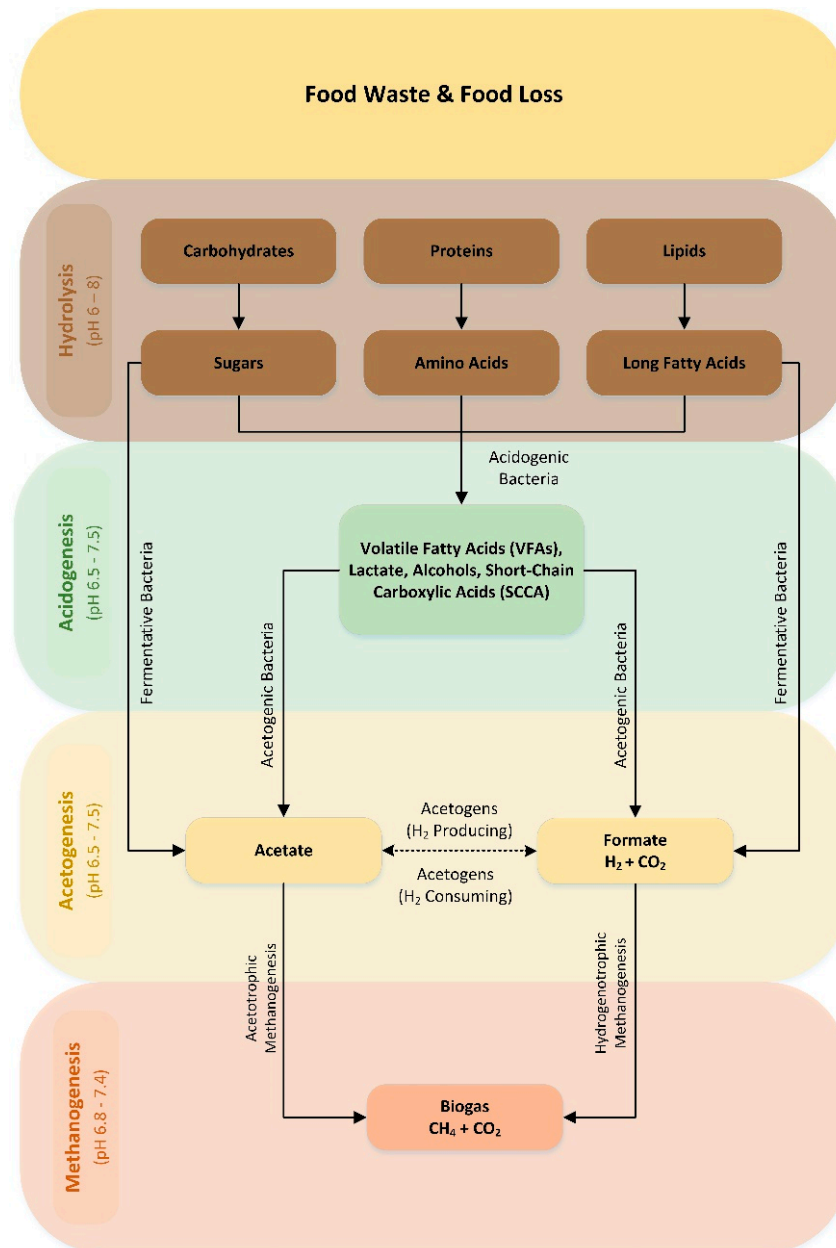 Food Waste & Food Loss
Hydrolysis
(pH 6 – 8)
Carbohydrates
Proteins
Lipids
Sugars
Amino Acids
Long Fatty Acids
Acidogenic
Bacteria
Acidogenesis
(pH 6.5 - 7.5)
Volatile Fatty Acids (VFAs),
Lactate, Alcohols, Short-Chain
Carboxylic Acids (SCCA)
Fermentative Bacteria
Acetogenic Bacteria
Acetogenic Bacteria
Fermentative Bacteria
Acetogenesis
(pH 6.5 - 7.5)
Acetate
Acetogens
(H₂ Producing)
Acetogens
(H₂ Consuming)
Formate
H₂ + CO₂
Acetotrophic
Methanogenesis
Hydrogenotrophic
Methanogenesis
Methanogenesis
(pH 6.8 - 7.4)
Biogas
CH₄ + CO₂